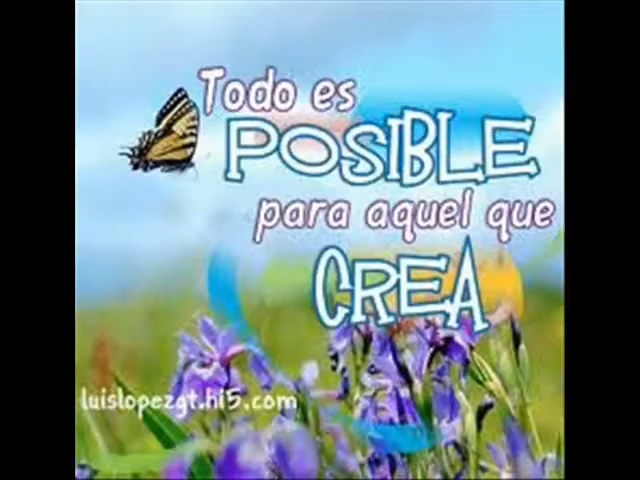 Todo es
POSIBLE
para aquel que
CREA
luislopezgt.hi5.com